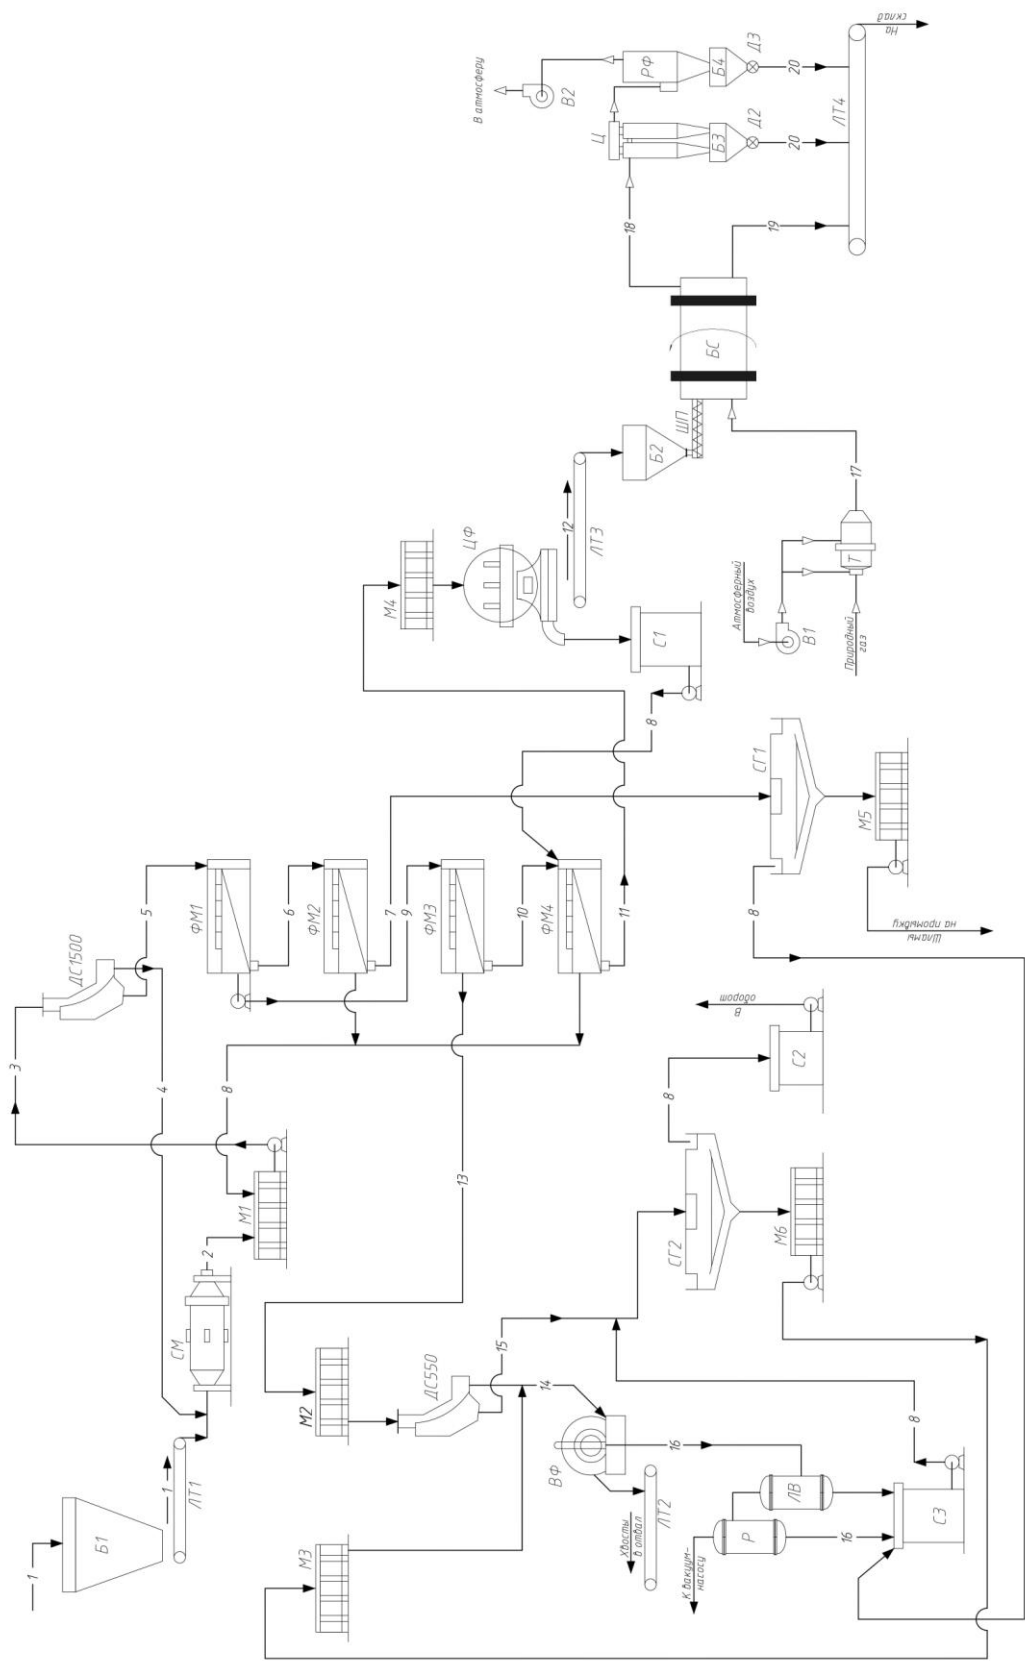 В атмосферу
В2
РФ
Б4
Д3
20
Ц
Б3
Д2
20
ЛТ4
На
склад
18
19
БС
ШП
Б2
12
ЛТ3
ЦФ
М4
С1
8
17
Т
Атмосферный
воздух
В1
Природный
газ
ДС1500
5
ФМ1
6
ФМ2
7
9
ФМ3
10
ФМ4
11
СГ1
М5
8
Шламы
на промывку
3
4
8
М1
2
СМ
13
В
оборот
С2
8
СГ2
М6
1
Б1
1
ЛТ1
М2
ДС550
15
14
ВФ
16
ЛТ2
Хвосты
в отвал
М3
К вакуум-
насосу
Р
ЛВ
16
С3
8